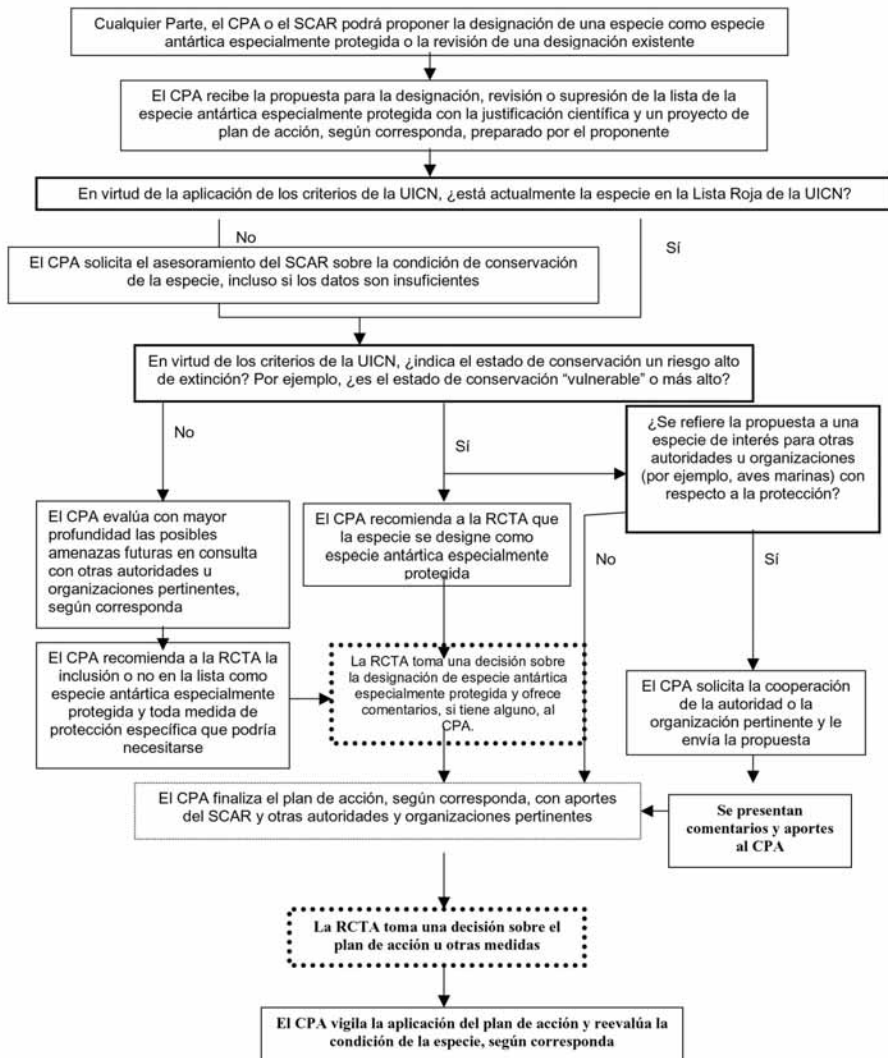 Cualquier Parte, el CPA o el SCAR podrá proponer la designación de una especie como especie
antártica especialmente protegida o la revisión de una designación existente
El CPA recibe la propuesta para la designación, revisión o supresión de la lista de la
especie antártica especialmente protegida con la justificación científica y un proyecto de
plan de acción, según corresponda, preparado por el proponente
En virtud de la aplicación de los criterios de la UICN, ¿está actualmente la especie en la Lista Roja de la UICN?
No
Sí
El CPA solicita el asesoramiento del SCAR sobre la condición de conservación
de la especie, incluso si los datos son insuficientes
En virtud de los criterios de la UICN, ¿indica el estado de conservación un riesgo alto
de extinción? Por ejemplo, ¿es el estado de conservación “vulnerable” o más alto?
No
Sí
¿Se refiere la propuesta a una
especie de interés para otras
autoridades u organizaciones
(por ejemplo, aves marinas) con
respecto a la protección?
El CPA evalúa con mayor
profundidad las posibles
amenazas futuras en consulta
con otras autoridades u
organizaciones pertinentes,
según corresponda
El CPA recomienda a la RCTA que
la especie se designe como
especie antártica especialmente
protegida
No
Sí
El CPA recomienda a la RCTA la
inclusión o no en la lista como
especie antártica especialmente
protegida y toda medida de
protección específica que podría
necesitarse
La RCTA toma una decisión sobre
la designación de especie antártica
especialmente protegida y ofrece
comentarios, si tiene alguno, al
CPA.
El CPA solicita la cooperación
de la autoridad o la
organización pertinente y le
envía la propuesta
El CPA finaliza el plan de acción, según corresponda, con aportes
del SCAR y otras autoridades y organizaciones pertinentes
Se presentan
comentarios y aportes
al CPA
La RCTA toma una decisión sobre el
plan de acción u otras medidas
El CPA vigila la aplicación del plan de acción y reevalúa la
condición de la especie, según corresponda